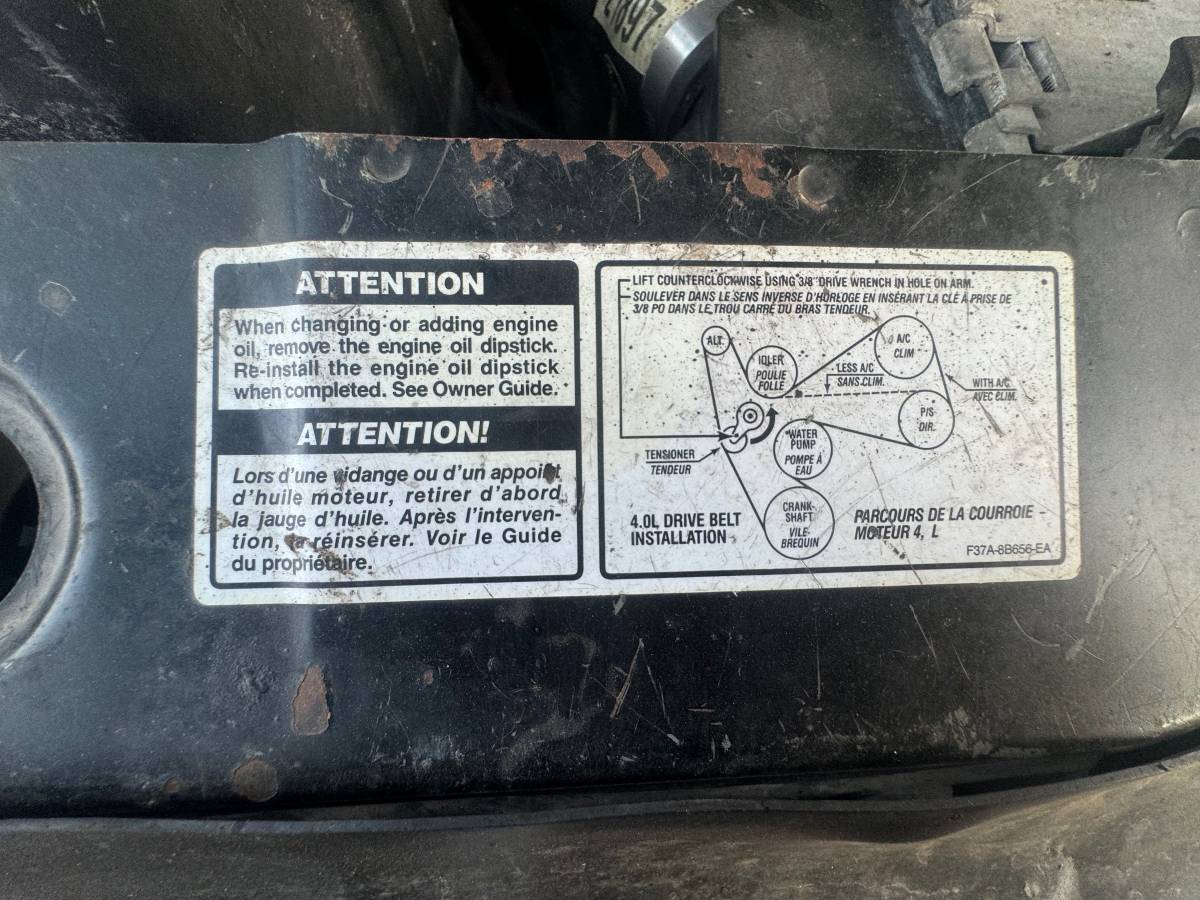 21697
ATTENTION
When changing or adding engine
oil, remove the engine oil dipstick.
Re-install the engine oil dipstick
when completed. See Owner Guide.
ATTENTION!
Lors d'une vidange ou d'un appoint
d'huile moteur, retirer d'abord
la jauge d'huile. Après l'interven-
tion, la réinsérer. Voir le Guide
du propriétaire.
LIFT COUNTERCLOCKWISE USING 3/8" DRIVE WRENCH IN HOLE ON ARM.
SOULEVER DANS LE SENS INVERSE D'HORLOGE EN INSÉRANT LA CLÉ À PRISE DE
3/8 PO DANS LE TROU CARRÉ DU BRAS TENDEUR.
ALT.
IDLER
POULIE
FOLLE
A/C
CLIM
LESS A/C
SANS CLIM.
WITH A/C
AVEC CLIM.
P/S
DIR.
WATER
PUMP
POMPE À
EAU
TENSIONER
TENDEUR
CRANK-
SHAFT
VILE-
BREQUIN
4.0L DRIVE BELT
INSTALLATION
PARCOURS DE LA COURROIE -
MOTEUR 4, L
F37A-8B656-EA